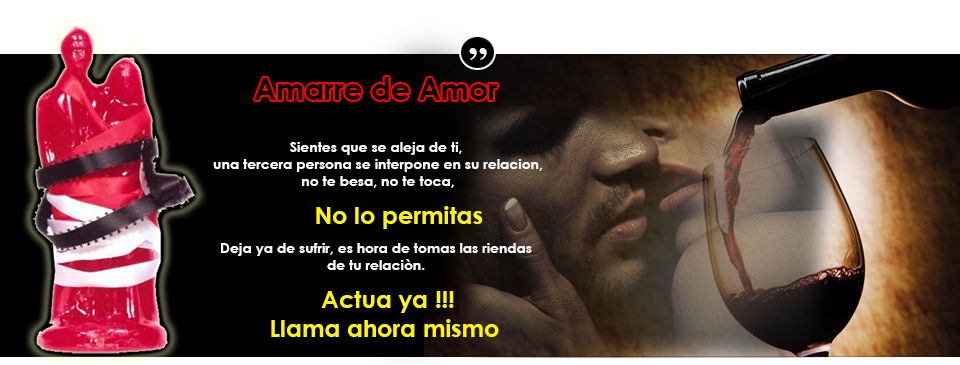 ”
Amarre de Amor
Sientes que se aleja de ti,
una tercera persona se interpone en su relacion,
no te besa, no te toca,
No lo permitas
Deja ya de sufrir, es hora de tomas las riendas
de tu relaciòn.
Actua ya !!!
Llama ahora mismo